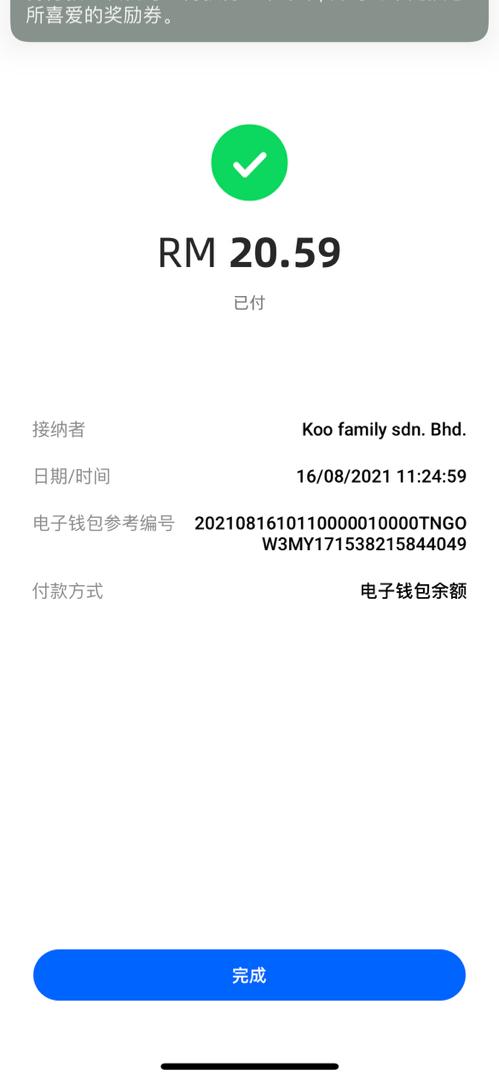 所喜爱的奖励券。
RM 20.59
已付
接纳者 Koo family sdn. Bhd.
日期/时间 16/08/2021 11:24:59
电子钱包参考编号 2021081610110000010000TNGO
W3MY171538215844049
付款方式 电子钱包余额
完成